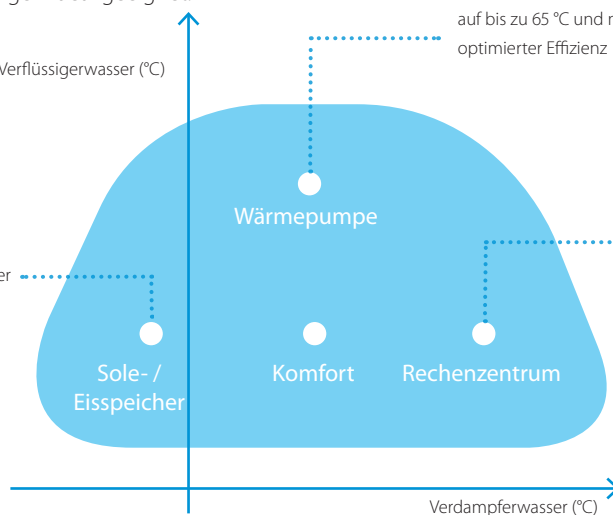 auf bis zu 65 °C und
optimierter Effizienz
Verflüssigerwasser (°C)
Wärmepumpe
Sole- /
Eisspeicher
Komfort
Rechenzentrum
Verdampferwasser (°C)